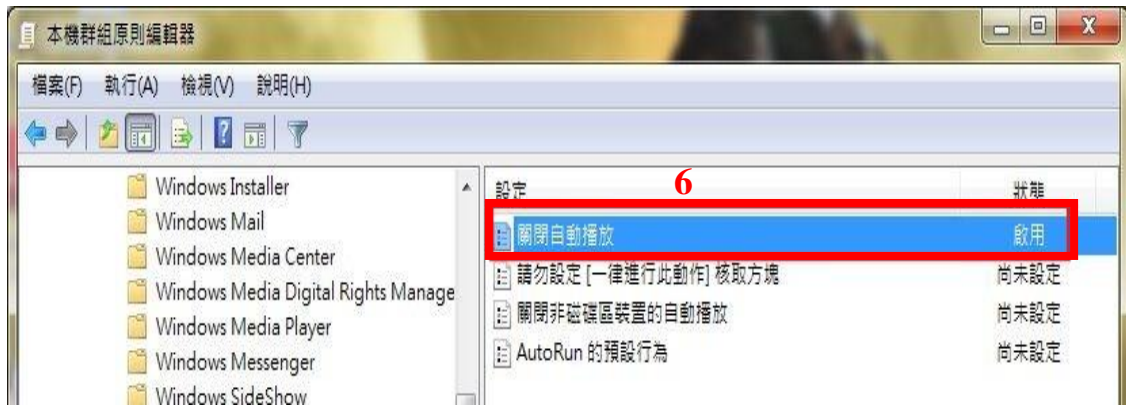 本機群組原則編輯器
檔案(F) 執行(A) 檢視(V) 說明(H)
Windows Installer
Windows Mail
Windows Media Center
Windows Media Digital Rights Manage
Windows Media Player
Windows Messenger
Windows SideShow
設定 6 狀態
關閉自動播放 啟用
請勿設定 [一律進行此動作] 核取方塊 尚未設定
關閉非磁碟區裝置的自動播放 尚未設定
AutoRun 的預設行為 尚未設定